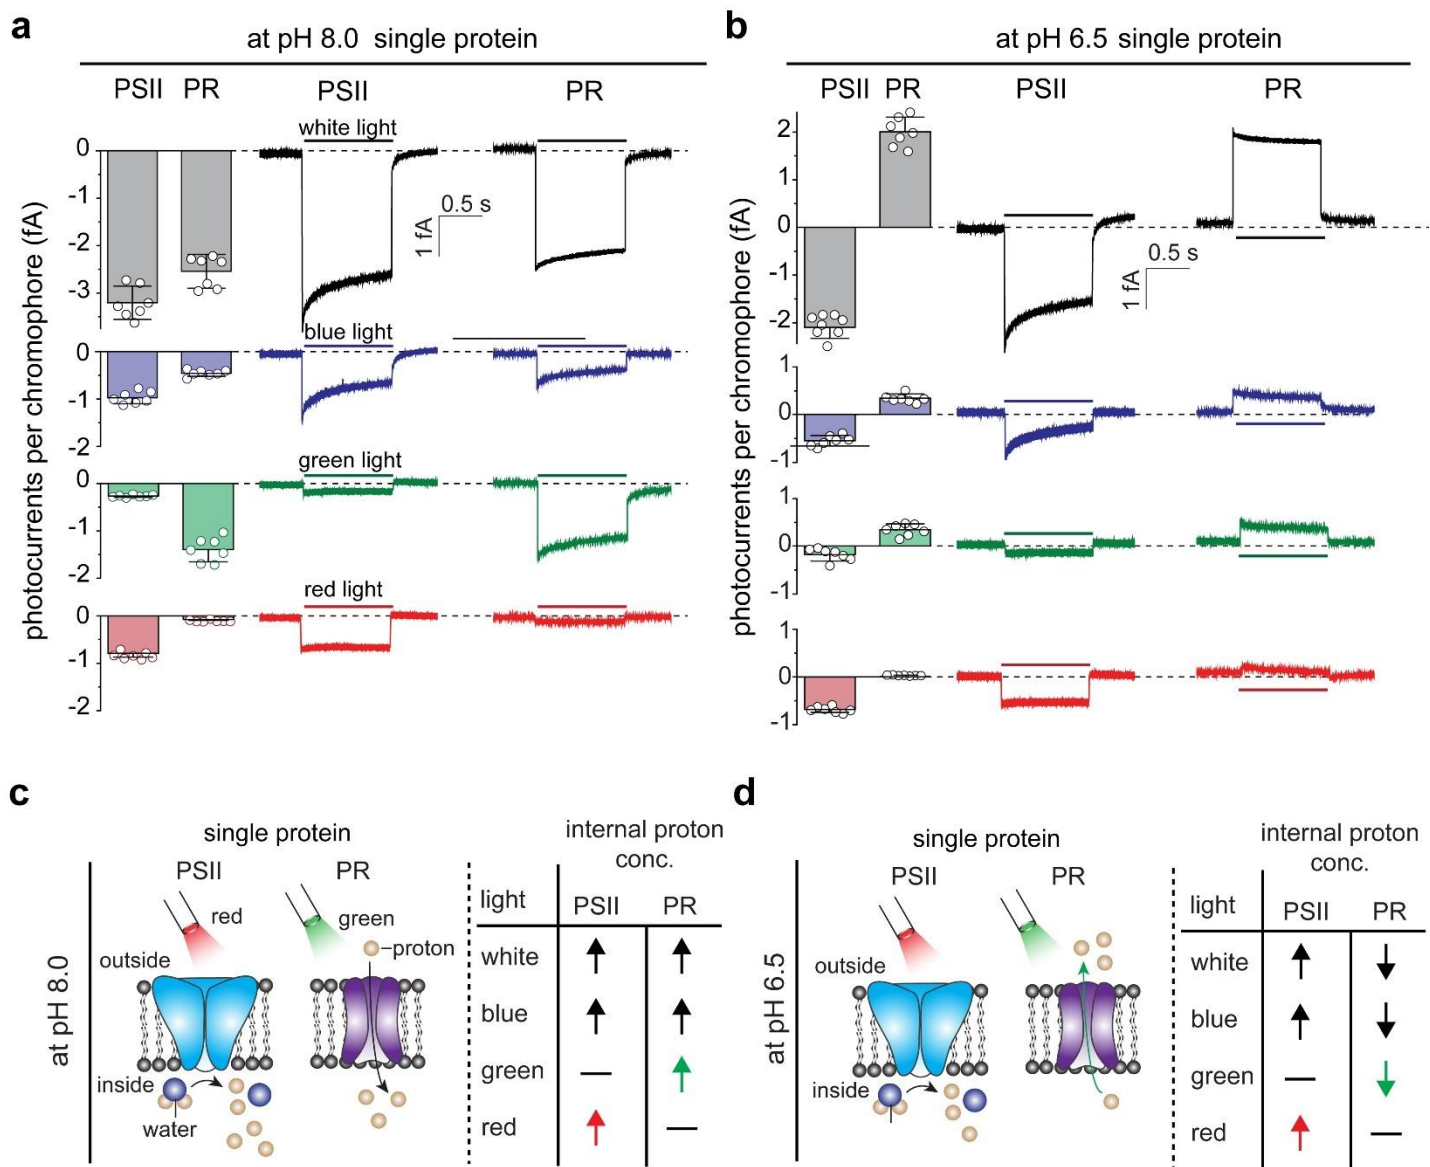 a
at pH 8.0 single protein
PSII PR PSII PR
white light
0
-1
-2
-3
0.5 s
1 fA
blue light
0
-1
-2
green light
0
-1
-2
red light
0
-1
-2
photocurrents per chromophore (fA)
b
at pH 6.5 single protein
PSII PR PSII PR
2
0
-2
0.5 s
1 fA
1
0
-1
1
0
-1
1
0
-1
photocurrents per chromophore (fA)
c
at pH 8.0
single protein
PSII PR
red
green
proton
outside
inside
water
internal proton
conc.
light PSII PR
white
blue
green
red
d
at pH 6.5
single protein
PSII PR
red
green
outside
inside
internal proton
conc.
light PSII PR
white
blue
green
red